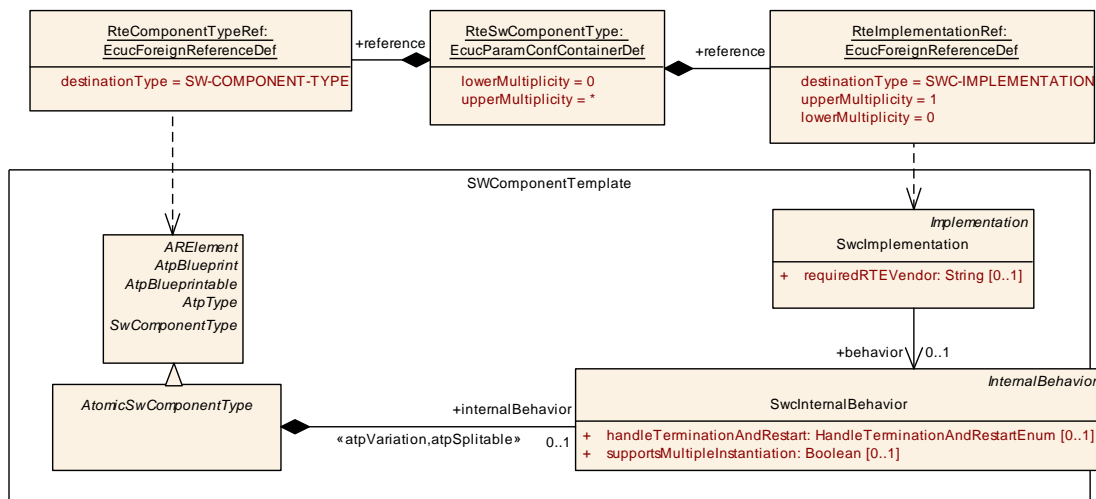 RteComponentTypeRef:
EcucForeignReferenceDef
destinationType = SW-COMPONENT-TYPE
+reference
RteSwComponentType:
EcucParamConfContainerDef
lowerMultiplicity = 0
upperMultiplicity = *
+reference
RteImplementationRef:
EcucForeignReferenceDef
destinationType = SWC-IMPLEMENTATION
upperMultiplicity = 1
lowerMultiplicity = 0
SWComponentTemplate
ARElement
AtpBlueprint
AtpBlueprintable
AtpType
SwComponentType
Implementation
SwcImplementation
+ requiredRTEVendor: String [0..1]
+behavior
0..1
AtomicSwComponentType
+internalBehavior
«atpVariation,atpSplitable»
0..1
InternalBehavior
SwcInternalBehavior
+ handleTerminationAndRestart: HandleTerminationAndRestartEnum [0..1]
+ supportsMultipleInstantiation: Boolean [0..1]